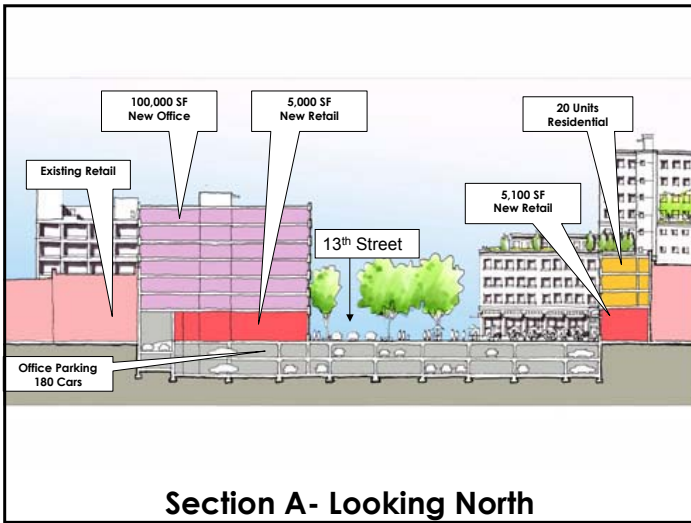 100,000 SF
New Office
5,000 SF
New Retail
20 Units
Residential
Existing Retail
5,100 SF
New Retail
13th Street
Office Parking
180 Cars
Section A- Looking North